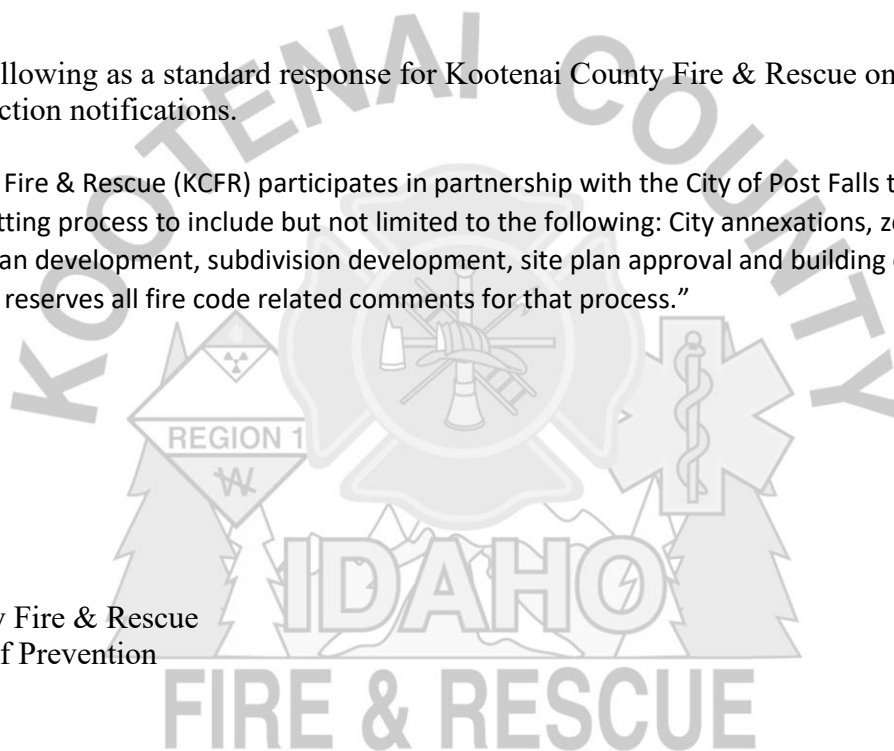 KOOTENAI COUNTY
llowing as a standard response for Kootenai County Fire & Rescue on
ction notifications.
Fire & Rescue (KCFR) participates in partnership with the City of Post Falls t
tting process to include but not limited to the following: City annexations, z
an development, subdivision development, site plan approval and building
reserves all fire code related comments for that process.”
REGION 1
W
IDAHO
y Fire & Rescue
f Prevention
FIRE & RESCUE